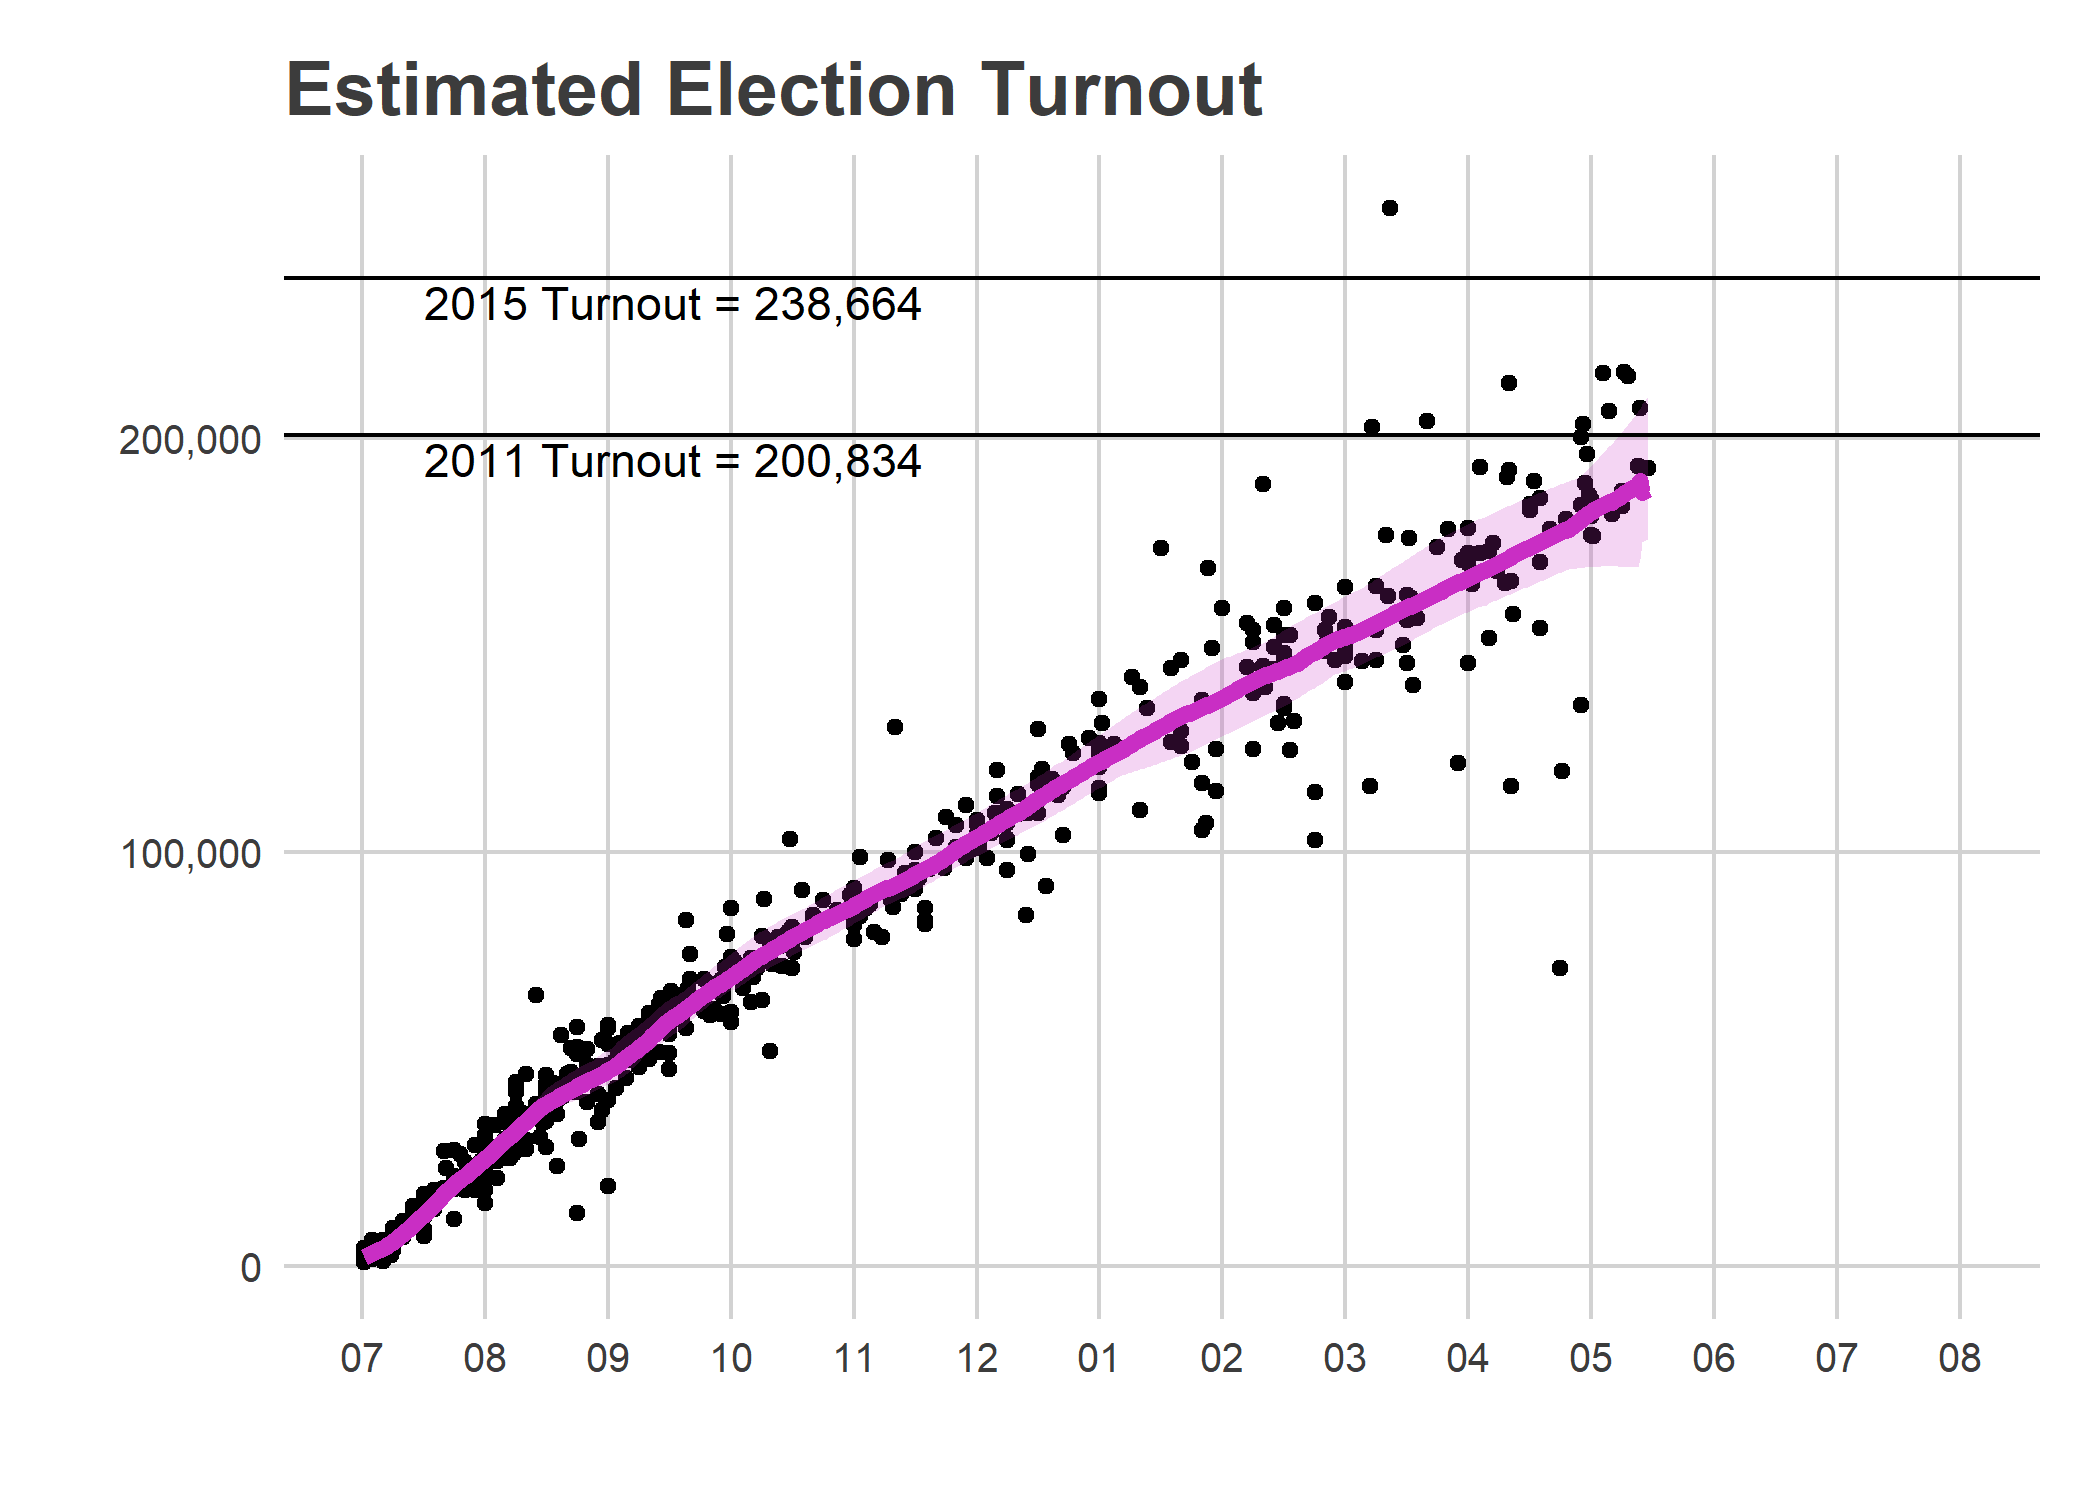 Estimated Election Turnout
2015 Turnout = 238,664
200,000
2011 Turnout = 200,834
100,000
0
07 08 09 10 11 12 01 02 03 04 05 06 07 08